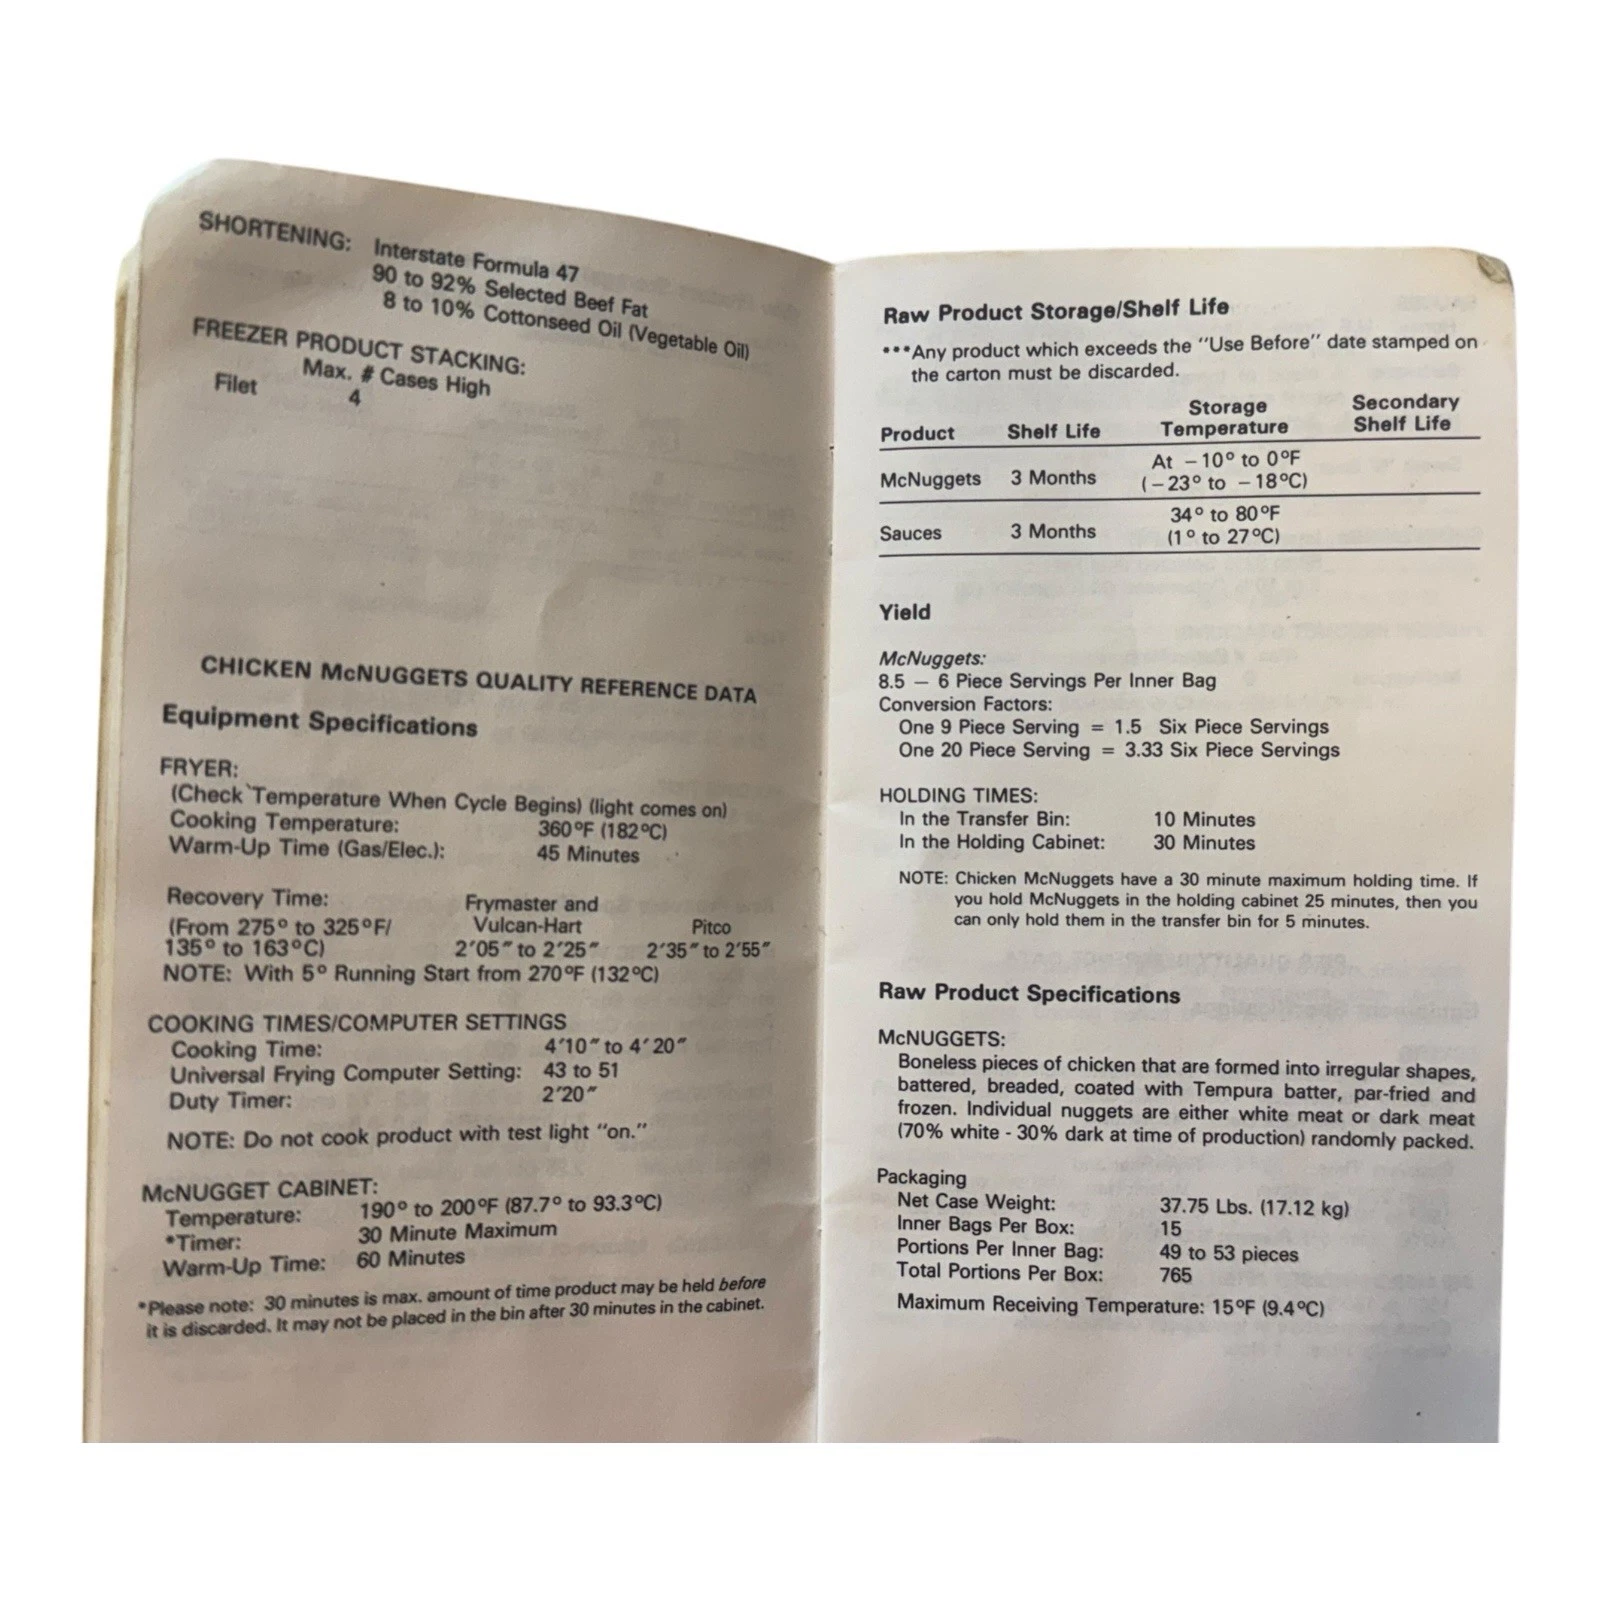 SHORTENING: Interstate Formula 47
90 to 92% Selected Beef Fat
8 to 10% Cottonseed Oil (Vegetable Oil)
FREEZER PRODUCT STACKING:
Max. # Cases High
Filet 4
CHICKEN McNUGGETS QUALITY REFERENCE DATA
Equipment Specifications
FRYER:
(Check Temperature When Cycle Begins) (light comes on)
Cooking Temperature: 360°F (182°C)
Warm-Up Time (Gas/Elec.): 45 Minutes
Recovery Time: Frymaster and
(From 275° to 325°F/ Vulcan-Hart Pitco
135° to 163°C) 2′05″ to 2′25″ 2′35″ to 2′55″
NOTE: With 5° Running Start from 270°F (132°C)
COOKING TIMES/COMPUTER SETTINGS
Cooking Time: 4′10″ to 4′20″
Universal Frying Computer Setting: 43 to 51
Duty Timer: 2′20″
NOTE: Do not cook product with test light "on."
McNUGGET CABINET:
Temperature: 190° to 200°F (87.7° to 93.3°C)
*Timer: 30 Minute Maximum
Warm-Up Time: 60 Minutes
*Please note: 30 minutes is max. amount of time product may be held before
it is discarded. It may not be placed in the bin after 30 minutes in the cabinet.
Raw Product Storage/Shelf Life
***Any product which exceeds the "Use Before" date stamped on
the carton must be discarded.
Storage Secondary
Product Shelf Life Temperature Shelf Life
At −10° to 0°F
McNuggets 3 Months (−23° to −18°C)
34° to 80°F
Sauces 3 Months (1° to 27°C)
Yield
McNuggets:
8.5 — 6 Piece Servings Per Inner Bag
Conversion Factors:
One 9 Piece Serving = 1.5 Six Piece Servings
One 20 Piece Serving = 3.33 Six Piece Servings
HOLDING TIMES:
In the Transfer Bin: 10 Minutes
In the Holding Cabinet: 30 Minutes
NOTE: Chicken McNuggets have a 30 minute maximum holding time. If
you hold McNuggets in the holding cabinet 25 minutes, then you
can only hold them in the transfer bin for 5 minutes.
Raw Product Specifications
McNUGGETS:
Boneless pieces of chicken that are formed into irregular shapes,
battered, breaded, coated with Tempura batter, par-fried and
frozen. Individual nuggets are either white meat or dark meat
(70% white - 30% dark at time of production) randomly packed.
Packaging
Net Case Weight: 37.75 Lbs. (17.12 kg)
Inner Bags Per Box: 15
Portions Per Inner Bag: 49 to 53 pieces
Total Portions Per Box: 765
Maximum Receiving Temperature: 15°F (9.4°C)